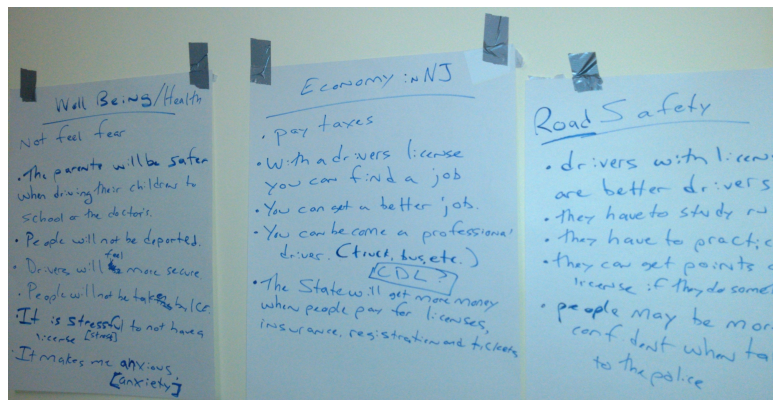 Well Being/Health
Not feel fear
• The parents will be safer
when driving their children to
school or the doctor's.
• People will not be deported.
• Drivers will feel more secure
• People will not be taken by ICE.
• It is stressful to not have a
license [stress]
• It makes me anxious
[anxiety]
Economy in NJ
• pay taxes
• With a drivers license
you can find a job
• You can get a better job.
• You can become a professional
driver. (truck, bus, etc.)
CDL?
• The State will get more money
when people pay for licenses,
insurance, registration and tickets
Road Safety
• drivers with licen
are better drivers
• they have to study ru
• they have to practic
• they can get points o
license if they do some
• people may be more
confident when ta
to the police